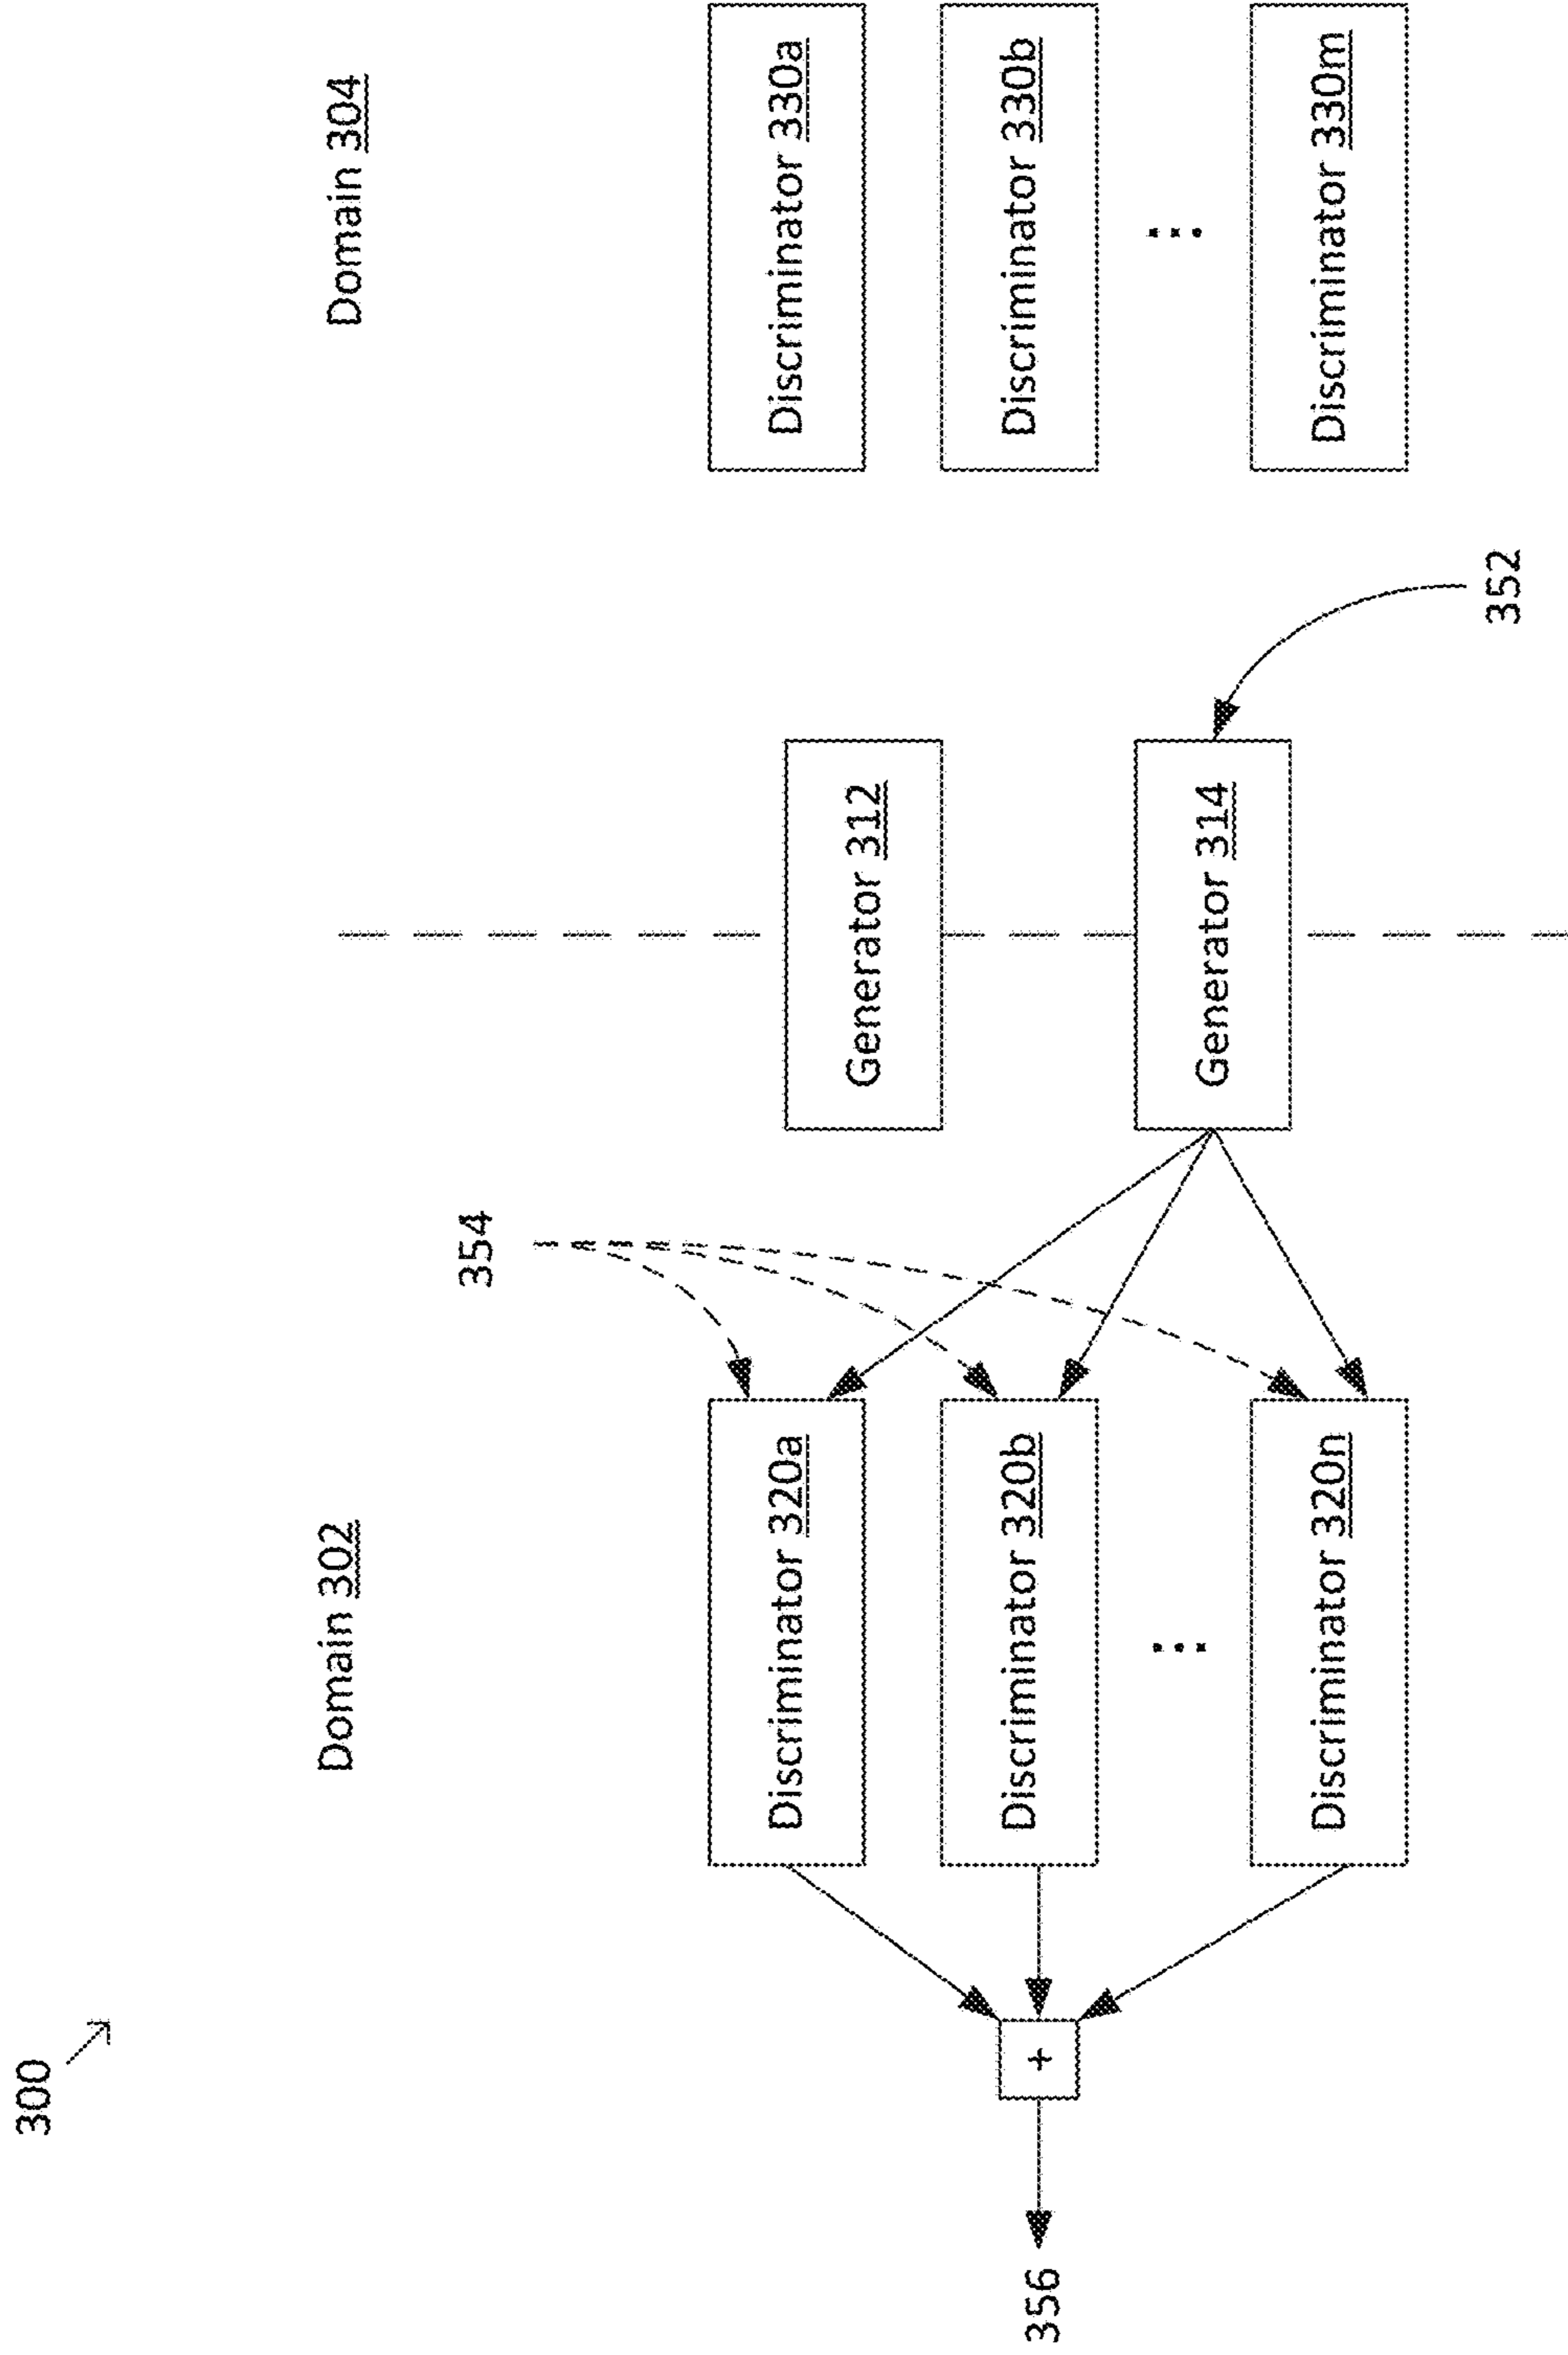 300
Domain 302
Domain 304
354
Discriminator 320a
Generator 312
Discriminator 330a
356
+
Discriminator 320b
Discriminator 330b
Generator 314
Discriminator 320n
Discriminator 330m
352